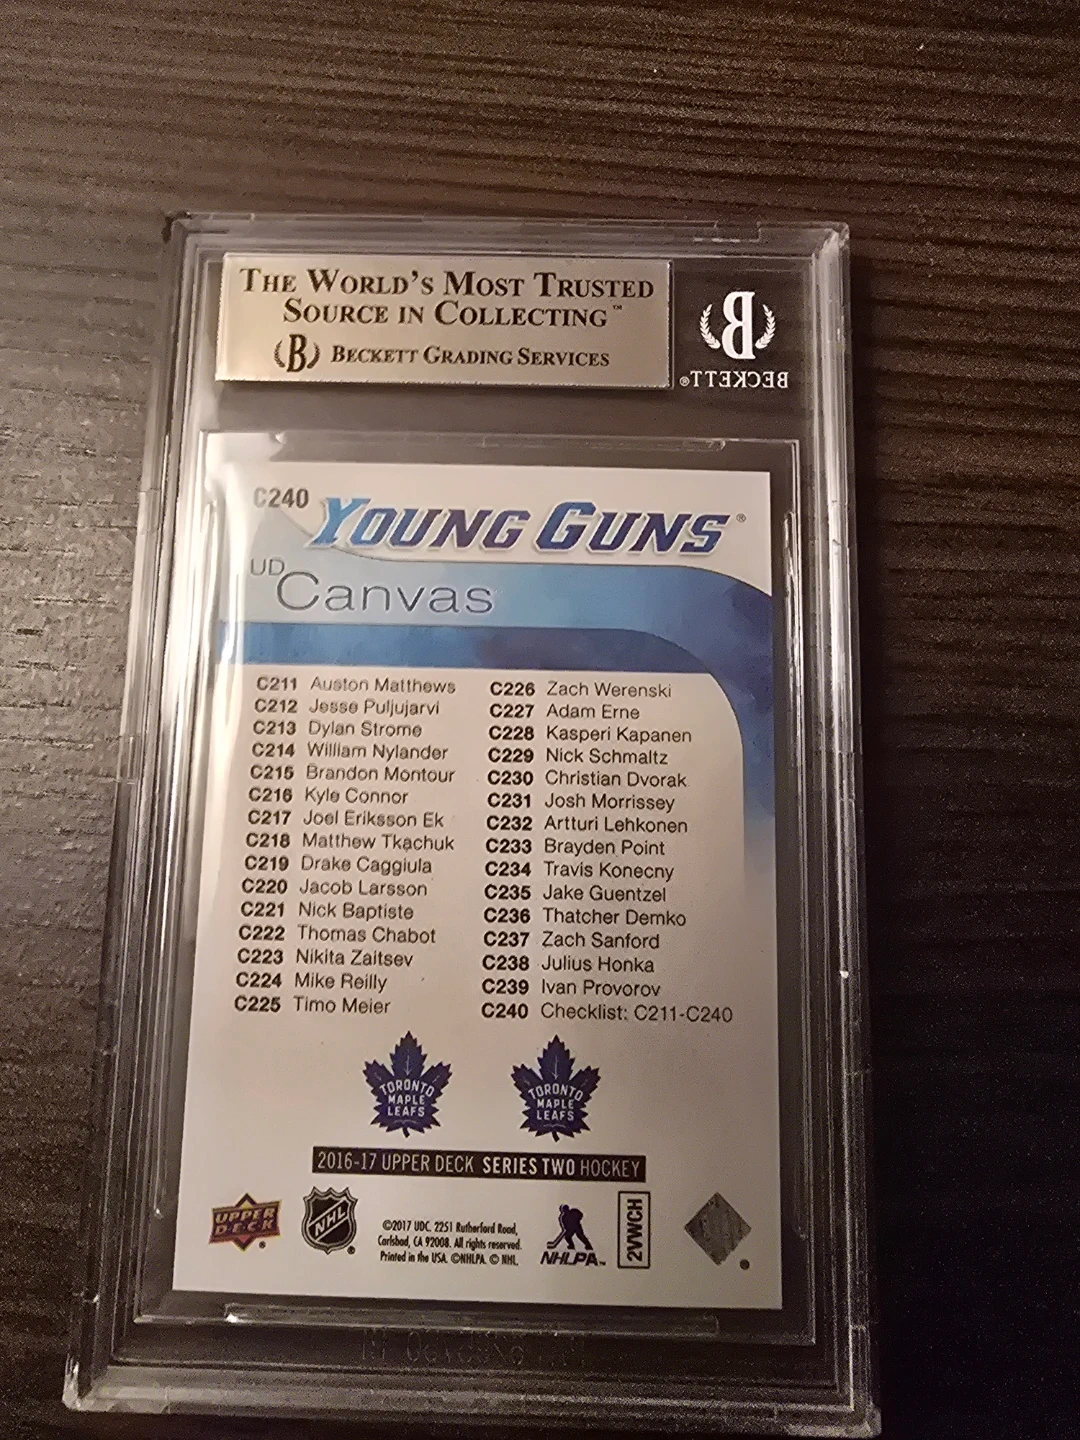 THE WORLD'S MOST TRUSTED
SOURCE IN COLLECTING™
B BECKETT GRADING SERVICES
B
BECKETT®
C240 YOUNG GUNS®
UD Canvas
C211 Auston Matthews
C212 Jesse Puljujarvi
C213 Dylan Strome
C214 William Nylander
C215 Brandon Montour
C216 Kyle Connor
C217 Joel Eriksson Ek
C218 Matthew Tkachuk
C219 Drake Caggiula
C220 Jacob Larsson
C221 Nick Baptiste
C222 Thomas Chabot
C223 Nikita Zaitsev
C224 Mike Reilly
C225 Timo Meier
C226 Zach Werenski
C227 Adam Erne
C228 Kasperi Kapanen
C229 Nick Schmaltz
C230 Christian Dvorak
C231 Josh Morrissey
C232 Artturi Lehkonen
C233 Brayden Point
C234 Travis Konecny
C235 Jake Guentzel
C236 Thatcher Demko
C237 Zach Sanford
C238 Julius Honka
C239 Ivan Provorov
C240 Checklist: C211-C240
TORONTO
MAPLE
LEAFS
TORONTO
MAPLE
LEAFS
2016-17 UPPER DECK SERIES TWO HOCKEY
UPPER
DECK
®
NHL
®
©2017 UDC. 2251 Rutherford Road,
Carlsbad, CA 92008. All rights reserved.
Printed in the USA. ©NHLPA. © NHL.
NHLPA™
2VWCH
®